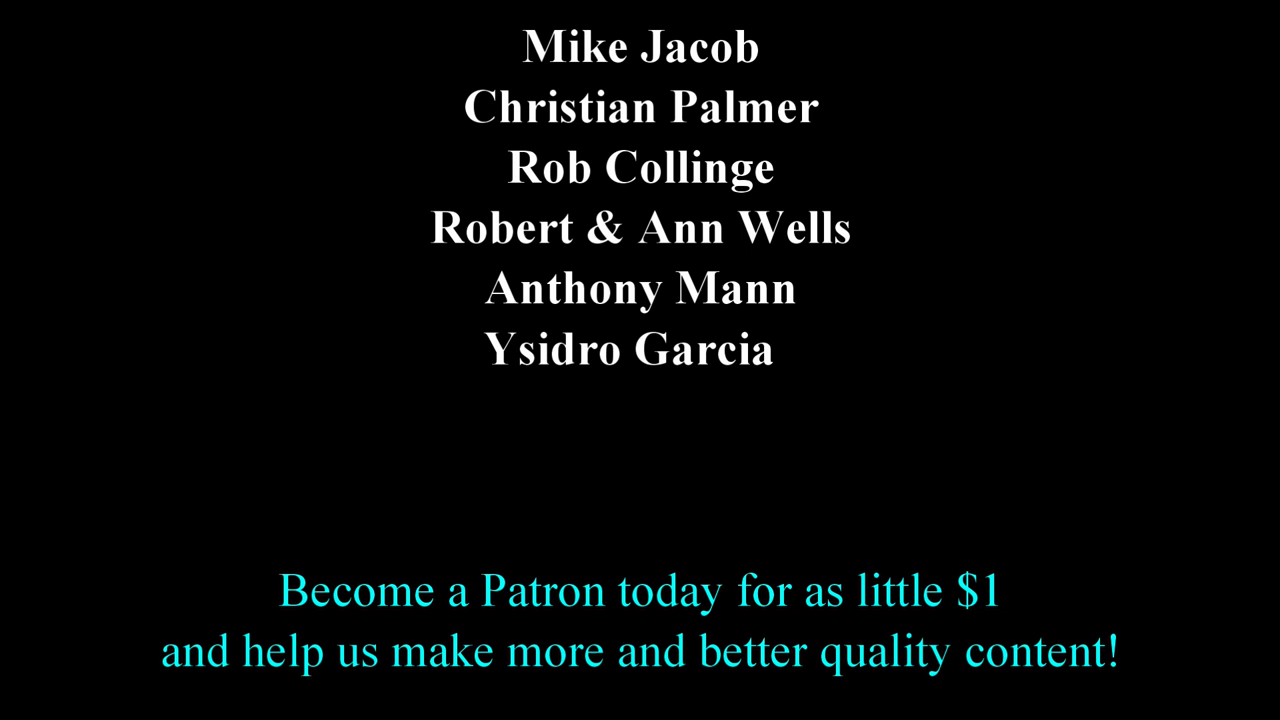 Mike Jacob
Christian Palmer
Rob Collinge
Robert & Ann Wells
Anthony Mann
Ysidro Garcia
Become a Patron today for as little $1
and help us make more and better quality content!